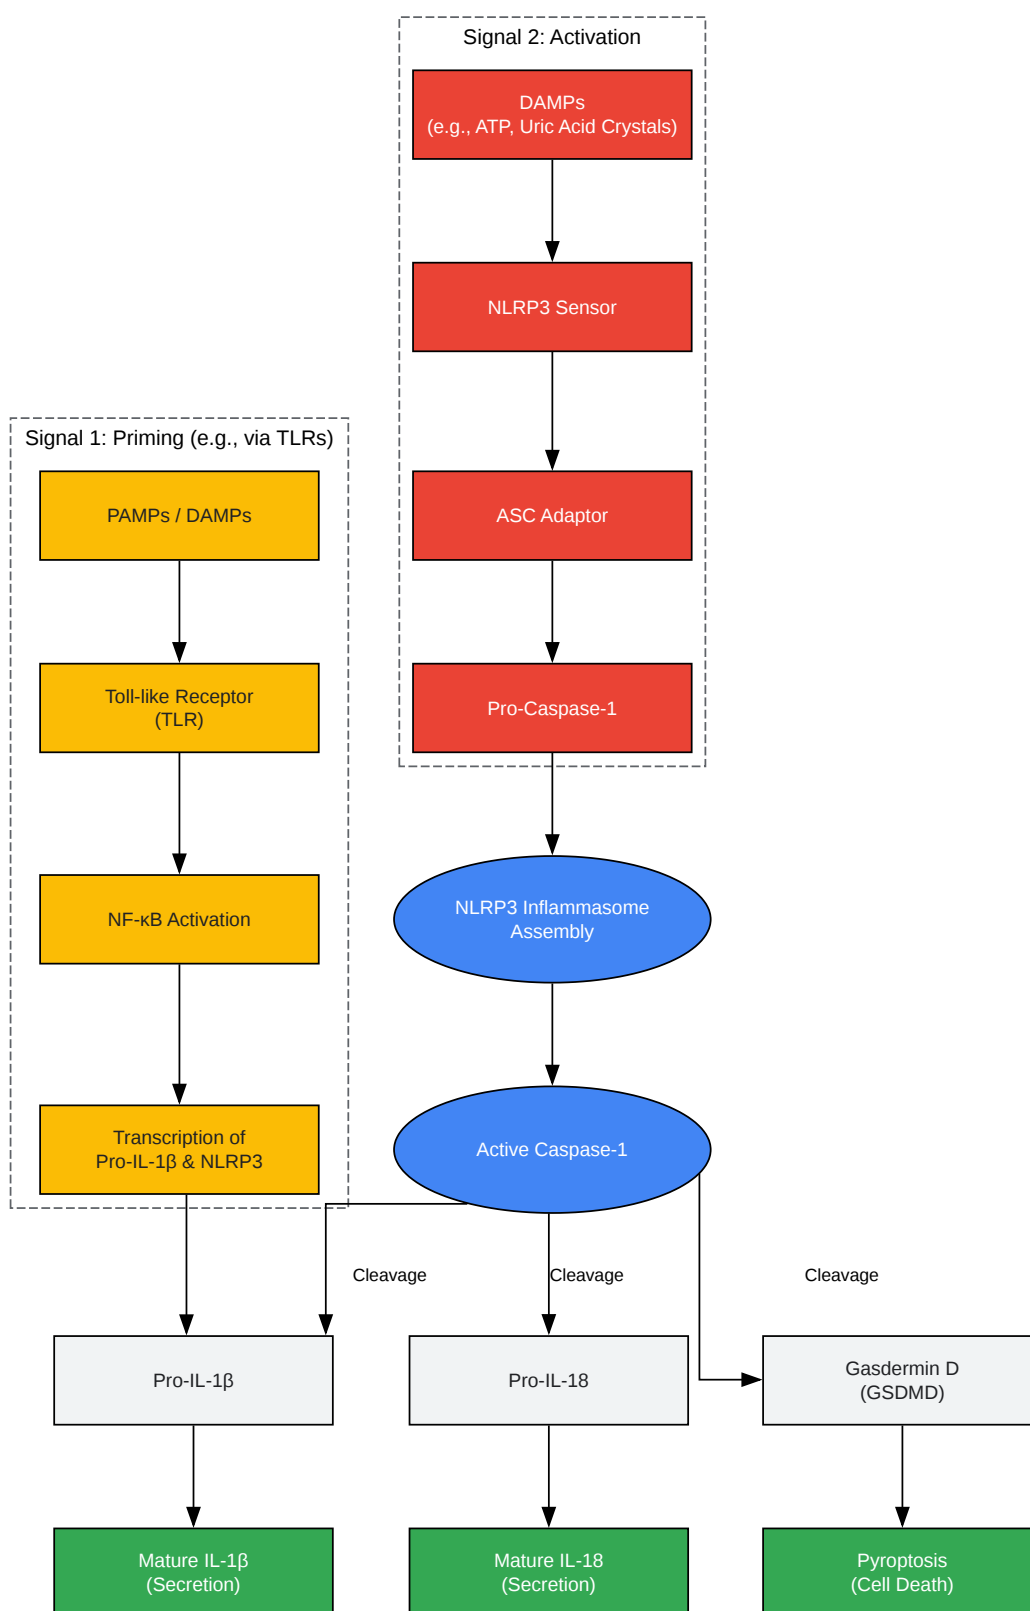 Signal 2: Activation
DAMPs
(e.g., ATP, Uric Acid Crystals)
NLRP3 Sensor
Signal 1: Priming (e.g., via TLRs)
PAMPs / DAMPs
ASC Adaptor
Toll-like Receptor
(TLR)
Pro-Caspase-1
NF-κB Activation
NLRP3 Inflammasome
Assembly
Transcription of
Pro-IL-1β & NLRP3
Active Caspase-1
Cleavage
Cleavage
Cleavage
Pro-IL-1β
Pro-IL-18
Gasdermin D
(GSDMD)
Mature IL-1β
(Secretion)
Mature IL-18
(Secretion)
Pyroptosis
(Cell Death)